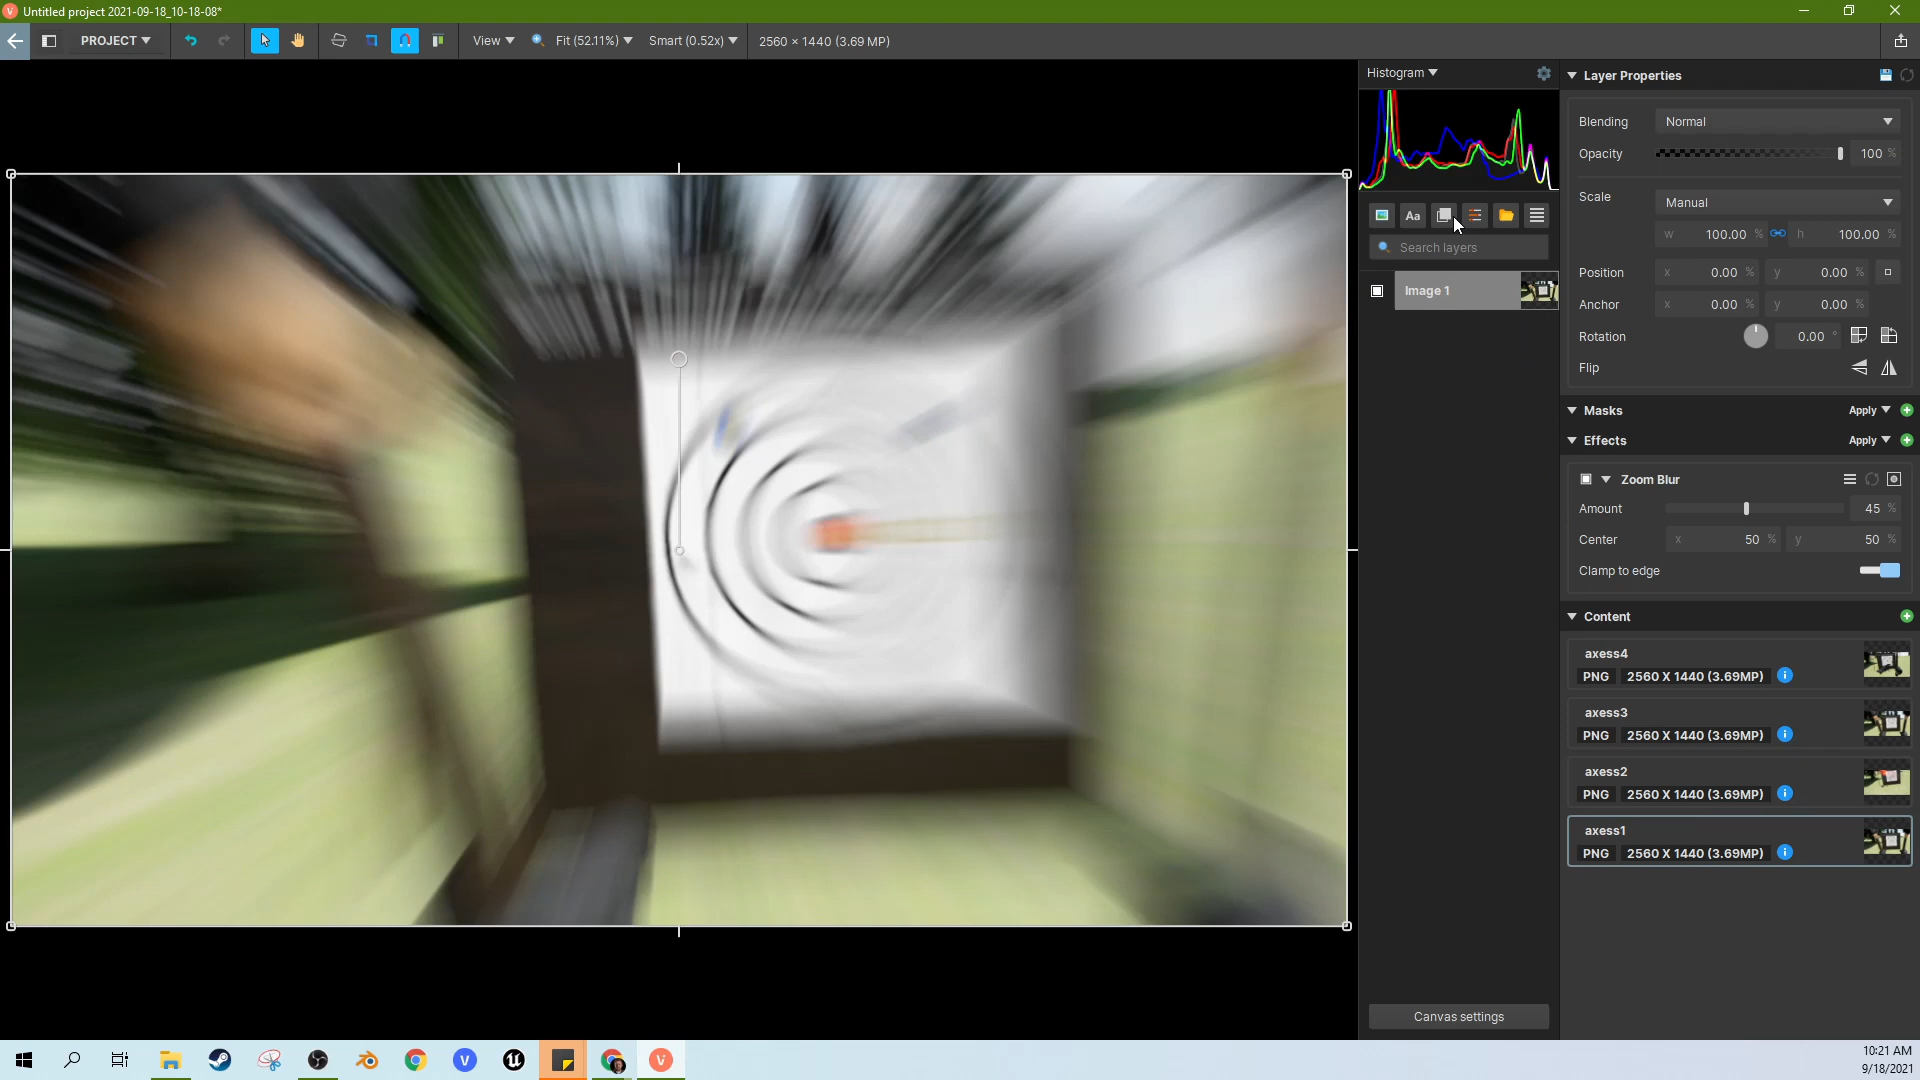 Untitled project 2021-09-18_10-18-08*
PROJECT
View
Fit (52.11%)
Smart (0.52x)
2560 × 1440 (3.69 MP)
Histogram
Aa
Search layers
Image 1
Canvas settings
Layer Properties
Blending
Normal
Opacity
100 %
Scale
Manual
w 100.00 % h 100.00 %
Position x 0.00 % y 0.00 %
Anchor x 0.00 % y 0.00 %
Rotation 0.00 °
Flip
Masks Apply
Effects Apply
Zoom Blur
Amount 45 %
Center x 50 % y 50 %
Clamp to edge
Content
axess4
PNG 2560 X 1440 (3.69MP) i
axess3
PNG 2560 X 1440 (3.69MP) i
axess2
PNG 2560 X 1440 (3.69MP) i
axess1
PNG 2560 X 1440 (3.69MP) i
10:21 AM
9/18/2021